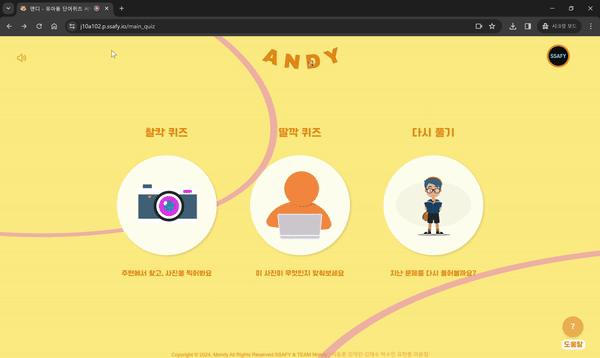 앤디 - 유아용 단어퀴즈 서
j10a102.p.ssafy.io/main_quiz
시크릿 모드
ANDY
SSAFY
찰칵 퀴즈
딸깍 퀴즈
다시 풀기
주변에서 찾고, 사진을 찍어봐요
이 사진이 무엇인지 맞춰보세요
지난 문제를 다시 풀어볼까요?
?
도움말
Copyright © 2024. Mondy All Rights Reserved SSAFY & TEAM